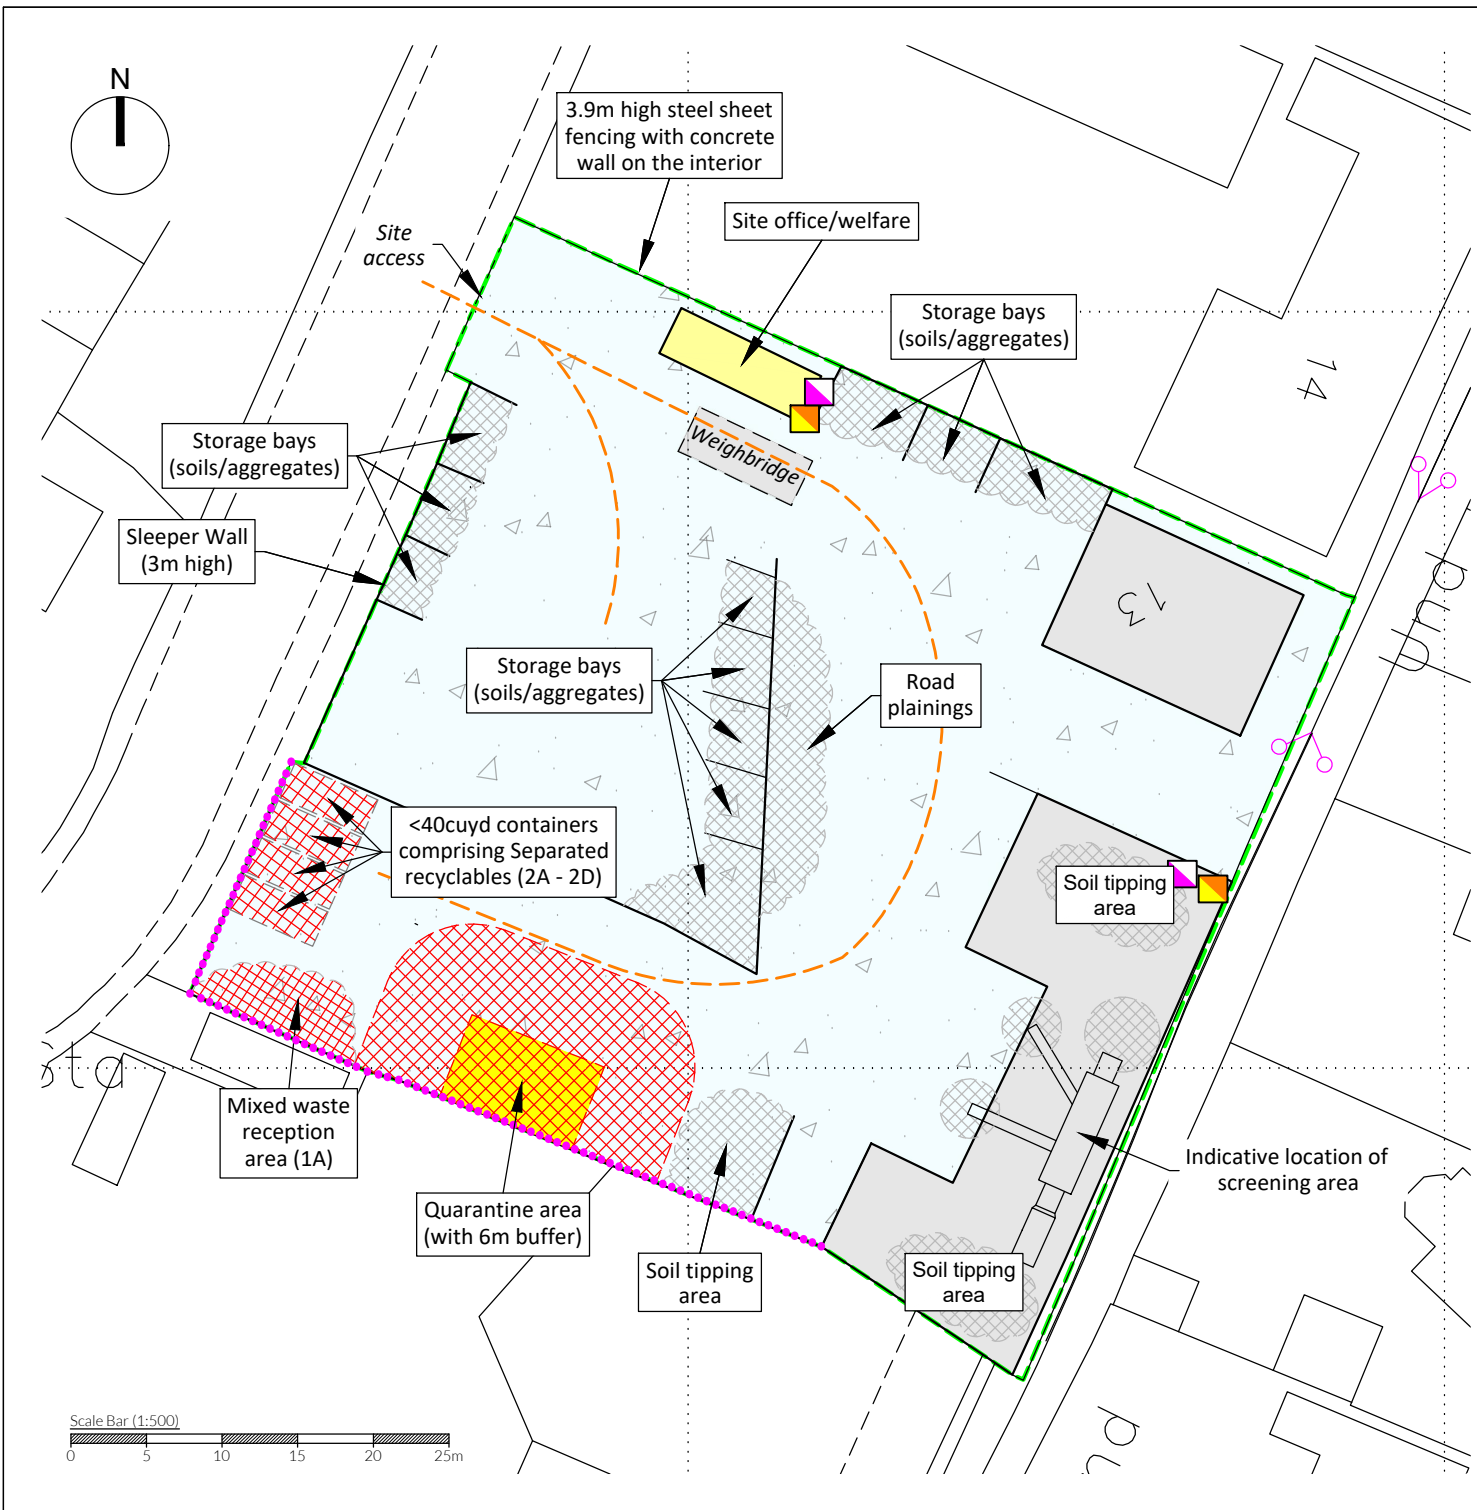 N
3.9m high steel sheet
fencing with concrete
wall on the interior
Site office/welfare
Site
access
Storage bays
(soils/aggregates)
14
Storage bays
(soils/aggregates)
Weighbridge
Sleeper Wall
(3m high)
13
Storage bays
(soils/aggregates)
Road
plainings
<40cuyd containers
comprising Separated
recyclables (2A - 2D)
Soil tipping
area
Sta
Mixed waste
reception
area (1A)
Quarantine area
(with 6m buffer)
Indicative location of
screening area
Soil tipping
area
Soil tipping
area
Scale Bar (1:500)
0 5 10 15 20 25m